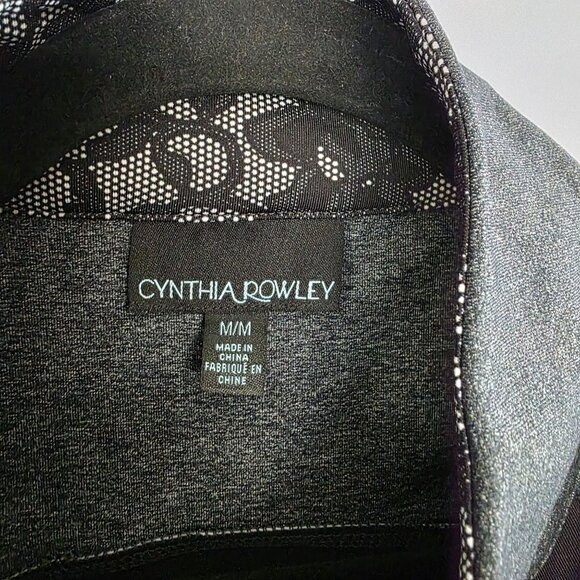 CYNTHIA ROWLEY
M/M
MADE IN
CHINA
FABRIQUÉ EN
CHINE